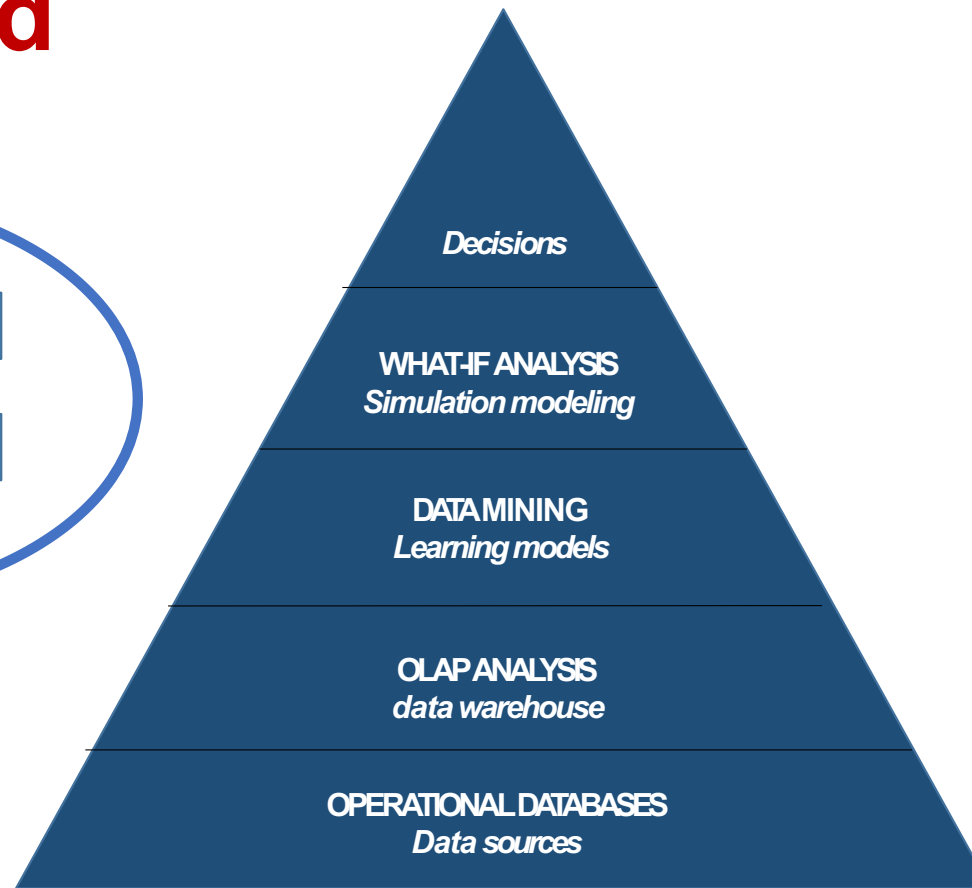 d
Decisions
WHAT-IF ANALYSIS
Simulation modeling
DATA MINING
Learning models
OLAP ANALYSIS
data warehouse
OPERATIONAL DATABASES
Data sources